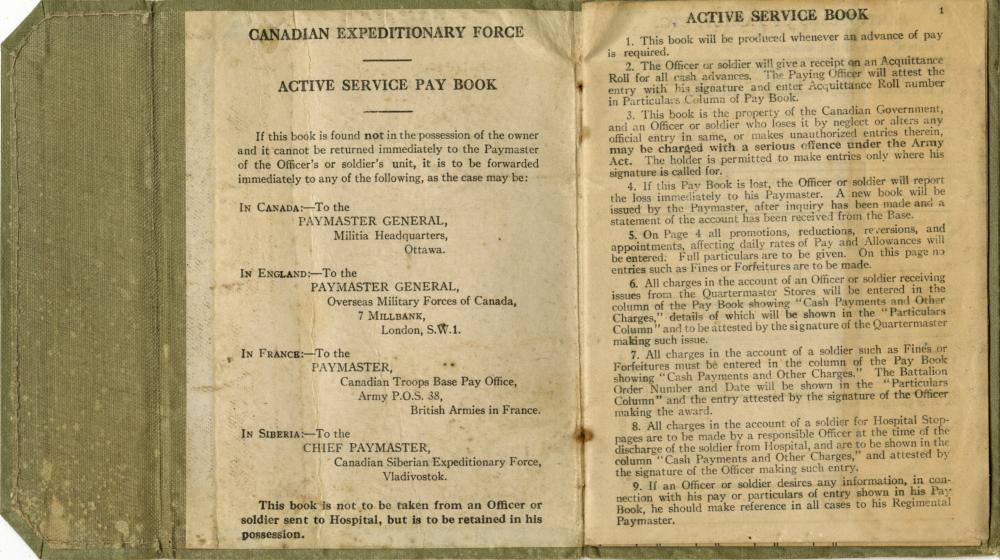 CANADIAN EXPEDITIONARY FORCE
ACTIVE SERVICE PAY BOOK
If this book is found not in the possession of the owner
and it cannot be returned immediately to the Paymaster
of the Officer's or soldier's unit, it is to be forwarded
immediately to any of the following, as the case may be:
IN CANADA:—To the
PAYMASTER GENERAL,
Militia Headquarters,
Ottawa.
IN ENGLAND:—To the
PAYMASTER GENERAL,
Overseas Military Forces of Canada,
7 MILLBANK,
London, S.W.1.
IN FRANCE:—To the
PAYMASTER,
Canadian Troops Base Pay Office,
Army P.O.S. 38,
British Armies in France.
IN SIBERIA:—To the
CHIEF PAYMASTER,
Canadian Siberian Expeditionary Force,
Vladivostok.
This book is not to be taken from an Officer or
soldier sent to Hospital, but is to be retained in his
possession.
1
ACTIVE SERVICE BOOK
1. This book will be produced whenever an advance of pay
is required.
2. The Officer or soldier will give a receipt on an Acquittance
Roll for all cash advances. The Paying Officer will attest the
entry with his signature and enter Acquittance Roll number
in Particulars Column of Pay Book.
3. This book is the property of the Canadian Government,
and an Officer or soldier who loses it by neglect or alters any
official entry in same, or makes unauthorized entries therein,
may be charged with a serious offence under the Army
Act. The holder is permitted to make entries only where his
signature is called for.
4. If this Pay Book is lost, the Officer or soldier will report
the loss immediately to his Paymaster. A new book will be
issued by the Paymaster, after inquiry has been made and a
statement of the account has been received from the Base.
5. On Page 4 all promotions, reductions, reversions, and
appointments, affecting daily rates of Pay and Allowances will
be entered. Full particulars are to be given. On this page no
entries such as Fines or Forfeitures are to be made.
6. All charges in the account of an Officer or soldier receiving
issues from the Quartermaster Stores will be entered in the
column of the Pay Book showing "Cash Payments and Other
Charges," details of which will be shown in the "Particulars
Column" and to be attested by the signature of the Quartermaster
making such issue.
7. All charges in the account of a soldier such as Fines or
Forfeitures must be entered in the column of the Pay Book
showing "Cash Payments and Other Charges." The Battalion
Order Number and Date will be shown in the "Particulars
Column" and the entry attested by the signature of the Officer
making the award.
8. All charges in the account of a soldier for Hospital Stop-
pages are to be made by a responsible Officer at the time of the
discharge of the soldier from Hospital, and are to be shown in the
column "Cash Payments and Other Charges," and attested by
the signature of the Officer making such entry.
9. If an Officer or soldier desires any information, in con-
nection with his pay or particulars of entry shown in his Pay
Book, he should make reference in all cases to his Regimental
Paymaster.